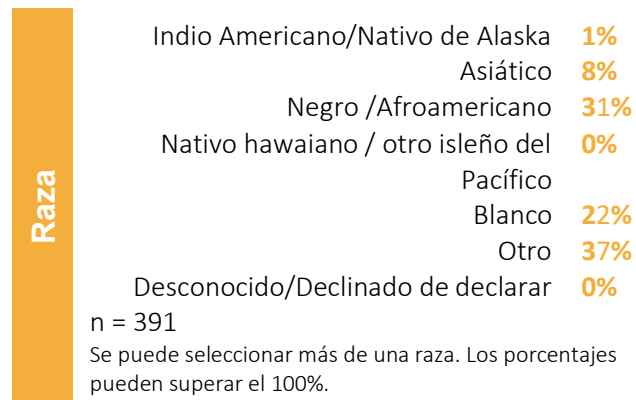 Raza
Indio Americano/Nativo de Alaska 1%
Asiático 8%
Negro /Afroamericano 31%
Nativo hawaiano / otro isleño del 0%
Pacífico
Blanco 22%
Otro 37%
Desconocido/Declinado de declarar 0%
n = 391
Se puede seleccionar más de una raza. Los porcentajes
pueden superar el 100%.